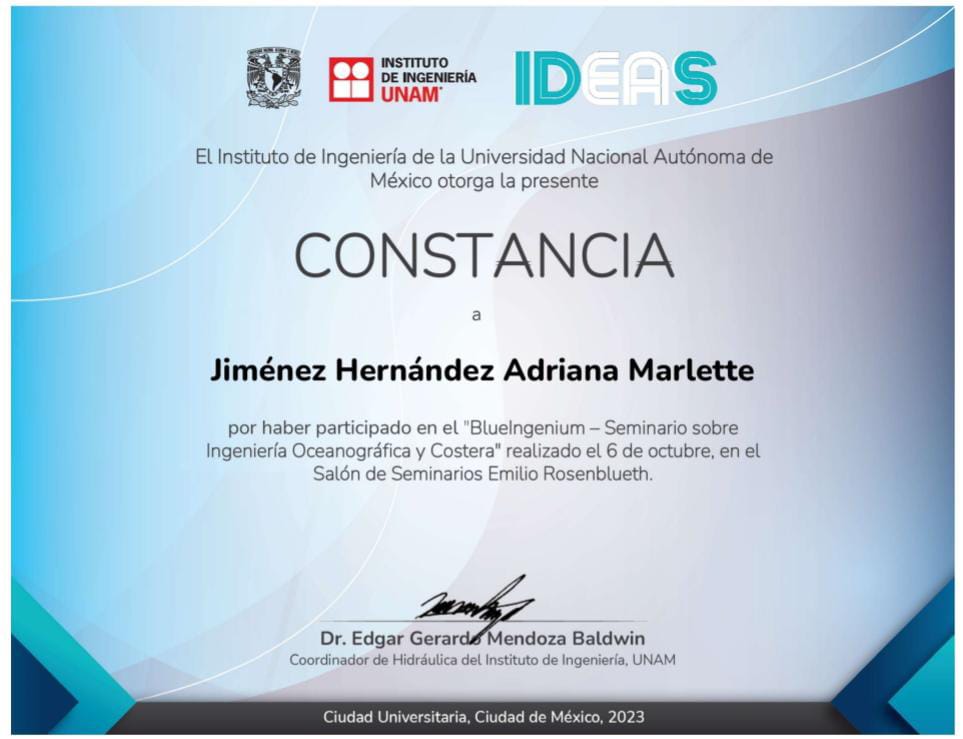 INSTITUTO
DE INGENIERÍA
UNAM
IDEAS
El Instituto de Ingeniería de la Universidad Nacional Autónoma de
México otorga la presente
CONSTANCIA
a
Jiménez Hernández Adriana Marlette
por haber participado en el "BlueIngenium – Seminario sobre
Ingeniería Oceanográfica y Costera" realizado el 6 de octubre, en el
Salón de Seminarios Emilio Rosenblueth.
Dr. Edgar Gerardo Mendoza Baldwin
Coordinador de Hidráulica del Instituto de Ingeniería, UNAM
Ciudad Universitaria, Ciudad de México, 2023